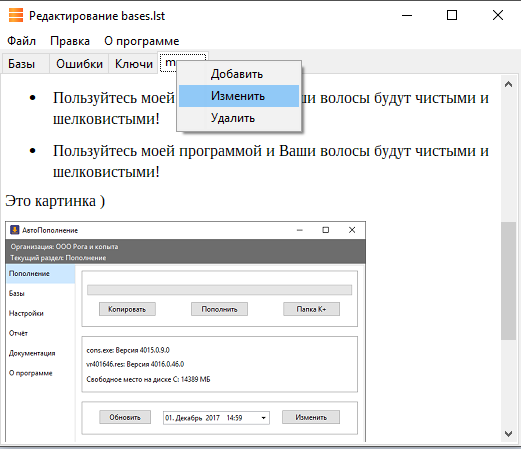 Редактирование bases.lst
Файл Правка О программе
Базы Ошибки Ключи
Добавить
Изменить
Удалить
• Пользуйтесь моей ши волосы будут чистыми и
шелковистыми!
• Пользуйтесь моей программой и Ваши волосы будут чистыми и
шелковистыми!
Это картинка )
АвтоПополнение
Организация: ООО Рога и копыта
Текущий раздел: Пополнение
Пополнение
Базы
Настройки
Отчёт
Документация
О программе
Копировать Пополнить Папка К+
cons.exe: Версия 4015.0.9.0
vr401646.res: Версия 4016.0.46.0
Свободное место на диске C: 14389 МБ
Обновить 01. Декабрь 2017 14:59 Изменить